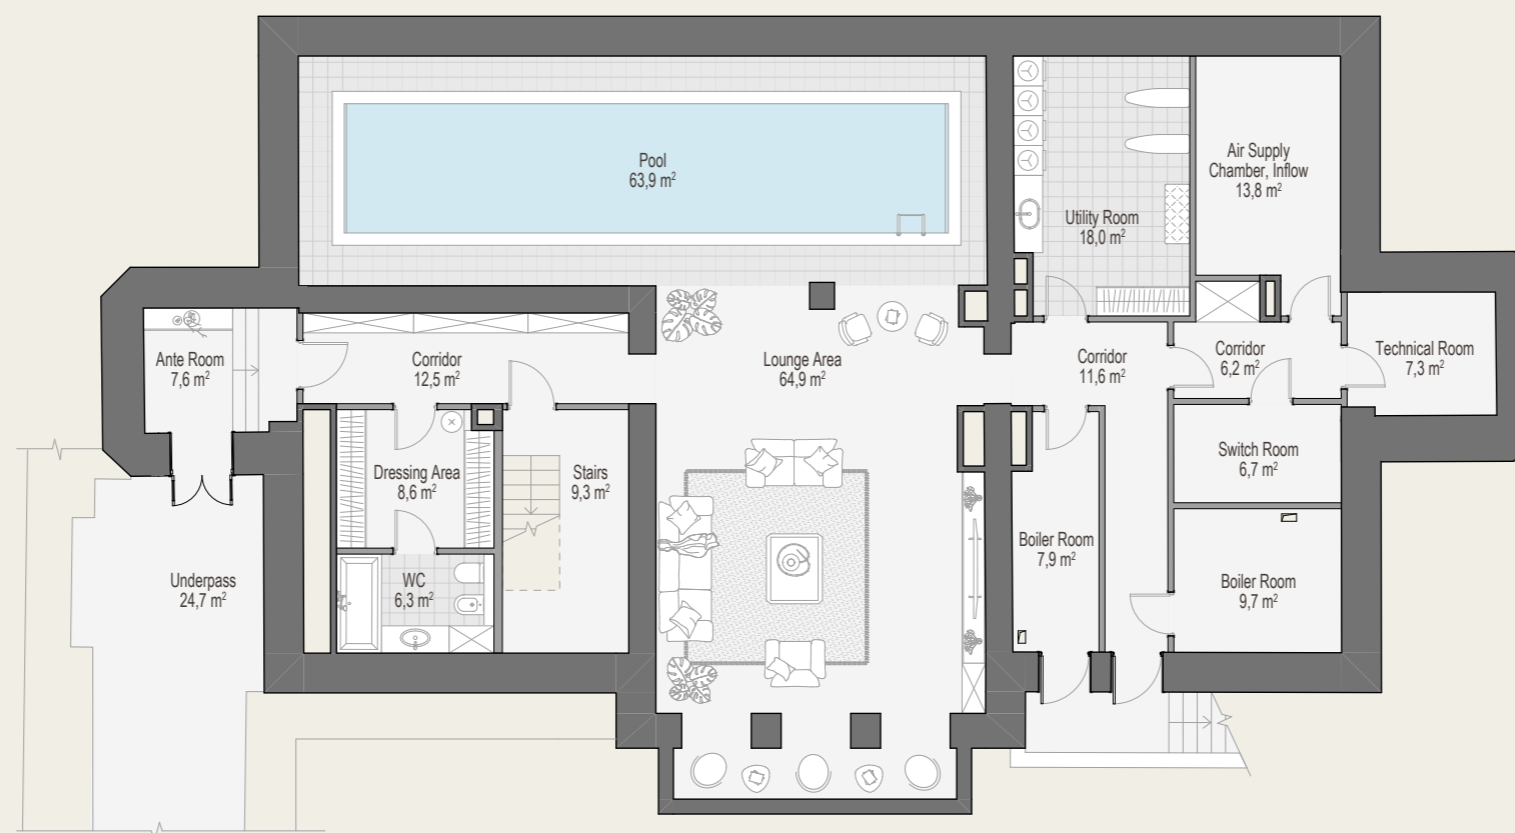 Pool
63,9 m²
Air Supply
Chamber, Inflow
13,8 m²
Utility Room
18,0 m²
Ante Room
7,6 m²
Corridor
12,5 m²
Lounge Area
64,9 m²
Corridor
11,6 m²
Corridor
6,2 m²
Technical Room
7,3 m²
Dressing Area
8,6 m²
Stairs
9,3 m²
Switch Room
6,7 m²
Underpass
24,7 m²
WC
6,3 m²
Boiler Room
7,9 m²
Boiler Room
9,7 m²